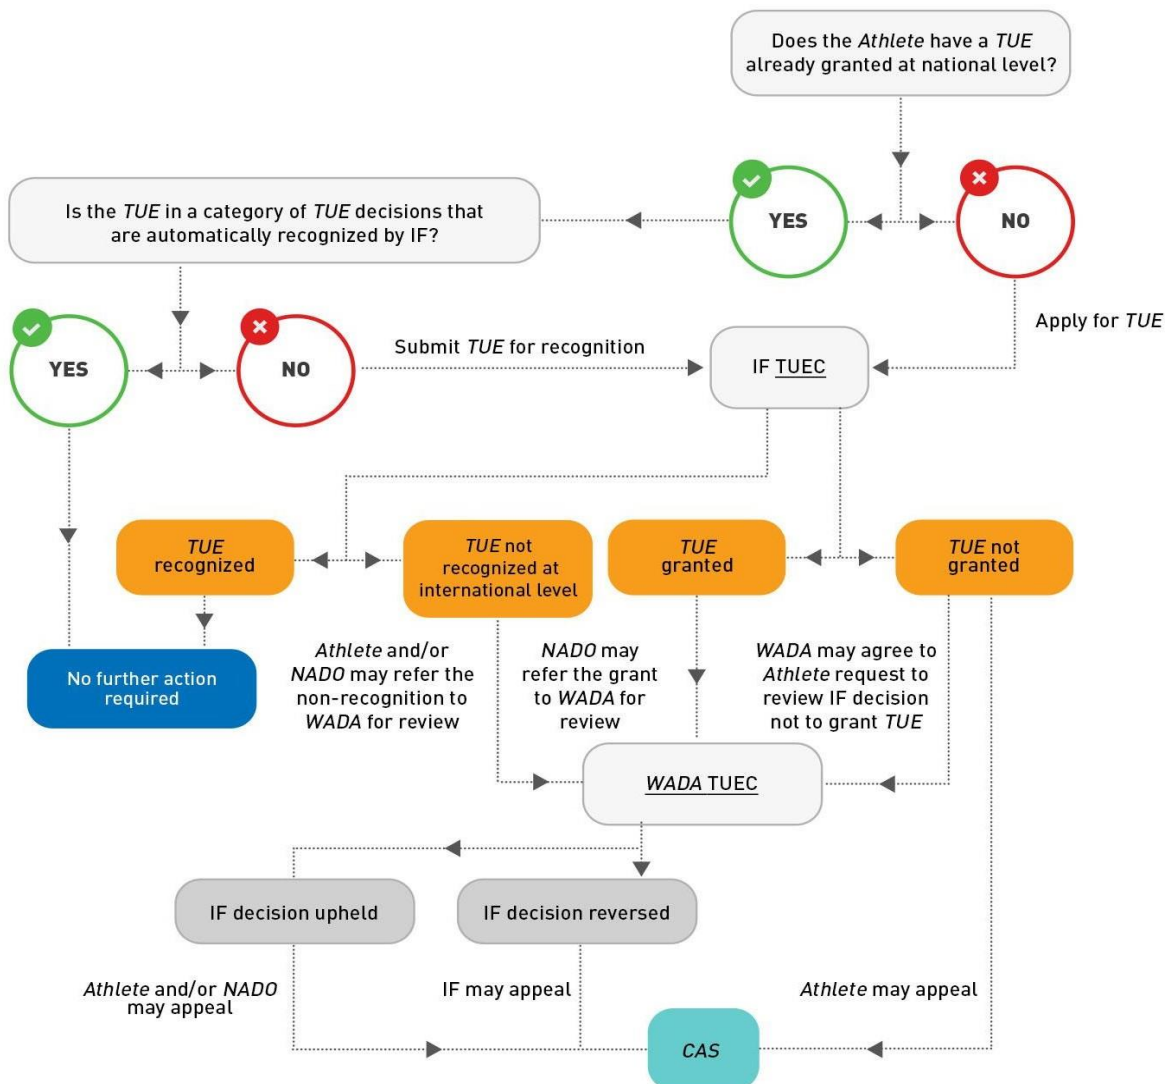 Does the Athlete have a TUE
already granted at national level?
YES
NO
Is the TUE in a category of TUE decisions that
are automatically recognized by IF?
YES
NO
Submit TUE for recognition
IF TUEC
Apply for TUE
TUE
recognized
TUE not
recognized at
international level
TUE
granted
TUE not
granted
No further action
required
Athlete and/or
NADO may refer the
non-recognition to
WADA for review
NADO may
refer the grant
to WADA for
review
WADA may agree to
Athlete request to
review IF decision
not to grant TUE
WADA TUEC
IF decision upheld
IF decision reversed
Athlete and/or NADO
may appeal
IF may appeal
Athlete may appeal
CAS